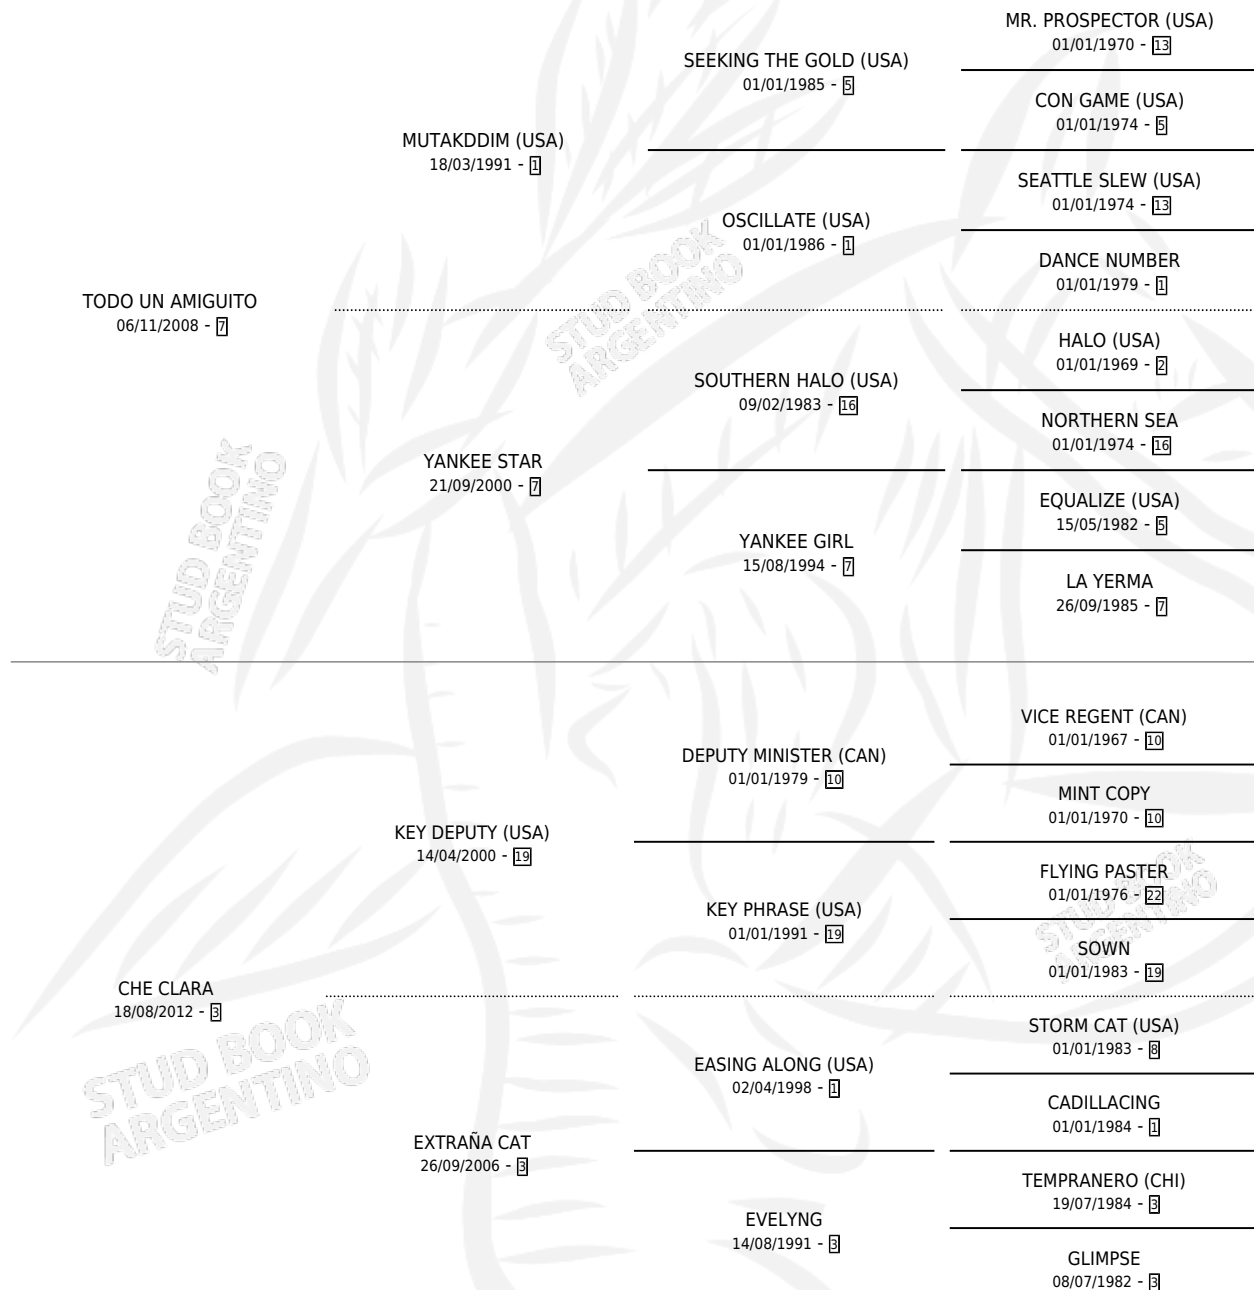 MR. PROSPECTOR (USA)
01/01/1970 - 13
SEEKING THE GOLD (USA)
01/01/1985 - 5
CON GAME (USA)
01/01/1974 - 5
MUTAKDDIM (USA)
18/03/1991 - 1
SEATTLE SLEW (USA)
01/01/1974 - 13
OSCILLATE (USA)
01/01/1986 - 1
DANCE NUMBER
01/01/1979 - 1
TODO UN AMIGUITO
06/11/2008 - 7
HALO (USA)
01/01/1969 - 2
SOUTHERN HALO (USA)
09/02/1983 - 16
NORTHERN SEA
01/01/1974 - 16
YANKEE STAR
21/09/2000 - 7
EQUALIZE (USA)
15/05/1982 - 5
YANKEE GIRL
15/08/1994 - 7
LA YERMA
26/09/1985 - 7
VICE REGENT (CAN)
01/01/1967 - 10
DEPUTY MINISTER (CAN)
01/01/1979 - 10
MINT COPY
01/01/1970 - 10
KEY DEPUTY (USA)
14/04/2000 - 19
FLYING PASTER
01/01/1976 - 22
KEY PHRASE (USA)
01/01/1991 - 19
SOWN
01/01/1983 - 19
CHE CLARA
18/08/2012 - 3
STORM CAT (USA)
01/01/1983 - 8
EASING ALONG (USA)
02/04/1998 - 1
CADILLACING
01/01/1984 - 1
EXTRAÑA CAT
26/09/2006 - 3
TEMPRANERO (CHI)
19/07/1984 - 3
EVELYNG
14/08/1991 - 3
GLIMPSE
08/07/1982 - 3
STUD BOOK
ARGENTINO
STUD BOOK
ARGENTINO
STUD BOOK
ARGENTINO
STUD BOOK
ARGENTINO